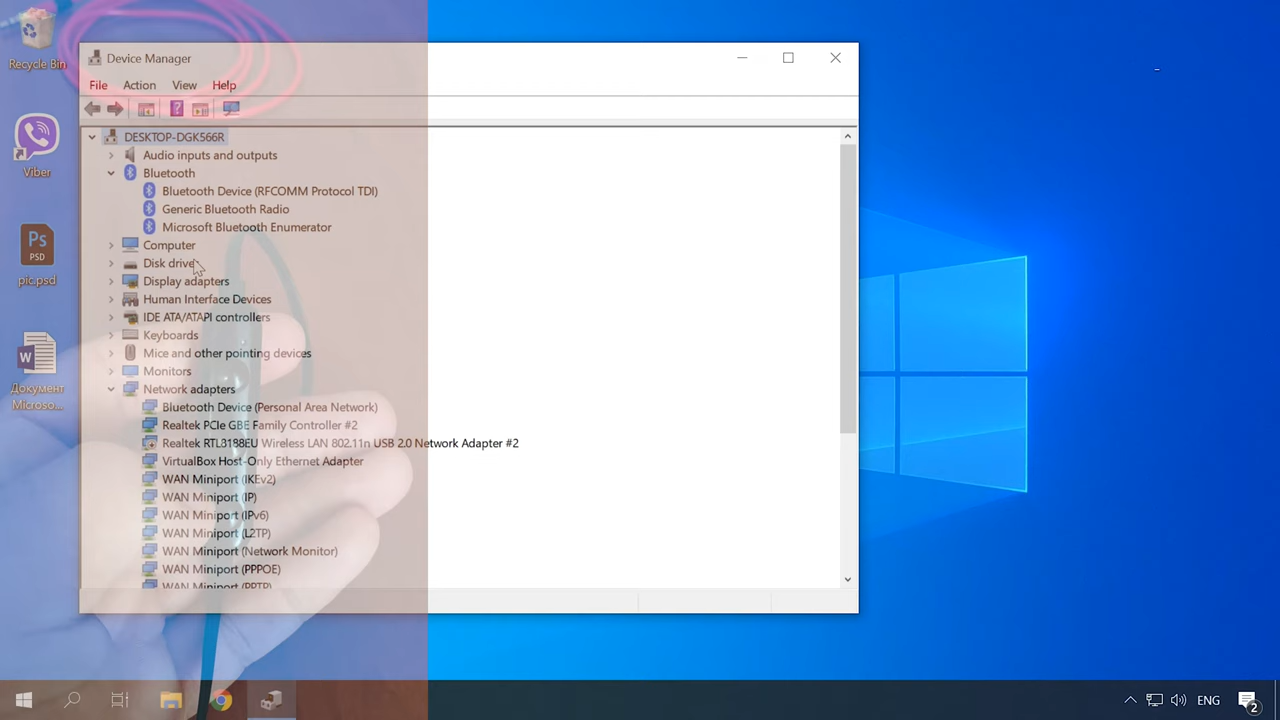 Recycle Bin
Viber
PSD
pic.psd
Документ
Microso...
Device Manager
File Action View Help
DESKTOP-DGK566R
Audio inputs and outputs
Bluetooth
Bluetooth Device (RFCOMM Protocol TDI)
Generic Bluetooth Radio
Microsoft Bluetooth Enumerator
Computer
Disk drives
Display adapters
Human Interface Devices
IDE ATA/ATAPI controllers
Keyboards
Mice and other pointing devices
Monitors
Network adapters
Bluetooth Device (Personal Area Network)
Realtek PCIe GBE Family Controller #2
Realtek RTL8188EU Wireless LAN 802.11n USB 2.0 Network Adapter #2
VirtualBox Host-Only Ethernet Adapter
WAN Miniport (IKEv2)
WAN Miniport (IP)
WAN Miniport (IPv6)
WAN Miniport (L2TP)
WAN Miniport (Network Monitor)
WAN Miniport (PPPOE)
WAN Miniport (PPTP)
ENG
2